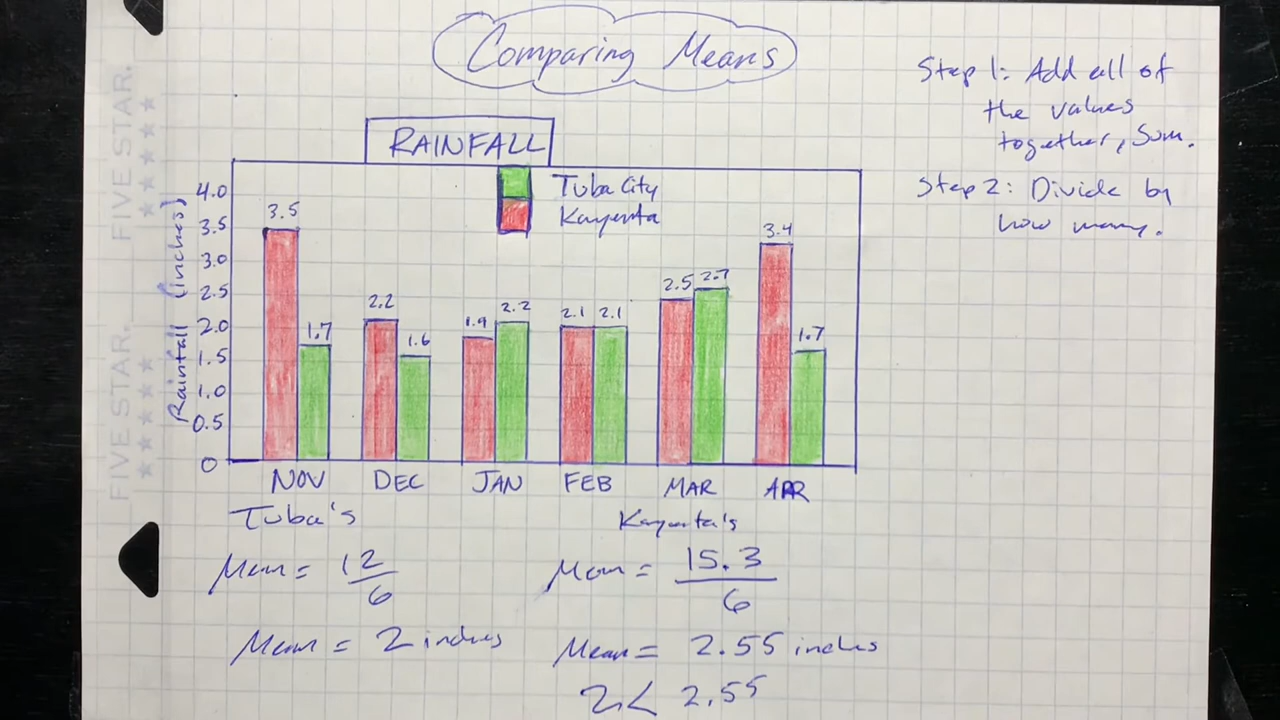 Comparing Means
Step 1: Add all of
the values
together, Sum.
Step 2: Divide by
how many.
RAINFALL
Tuba City
Kayenta
Rainfall (inches)
4.0
3.5
3.0
2.5
2.0
1.5
1.0
0.5
0
3.5
1.7
2.2
1.6
1.9
2.2
2.1
2.1
2.5
2.7
3.4
1.7
NOV DEC JAN FEB MAR APR
Tuba's
Mean = 12
6
Mean = 2 inches
Kayenta's
Mean = 15.3
6
Mean = 2.55 inches
2 < 2.55
FIVE STAR.
FIVE STAR.